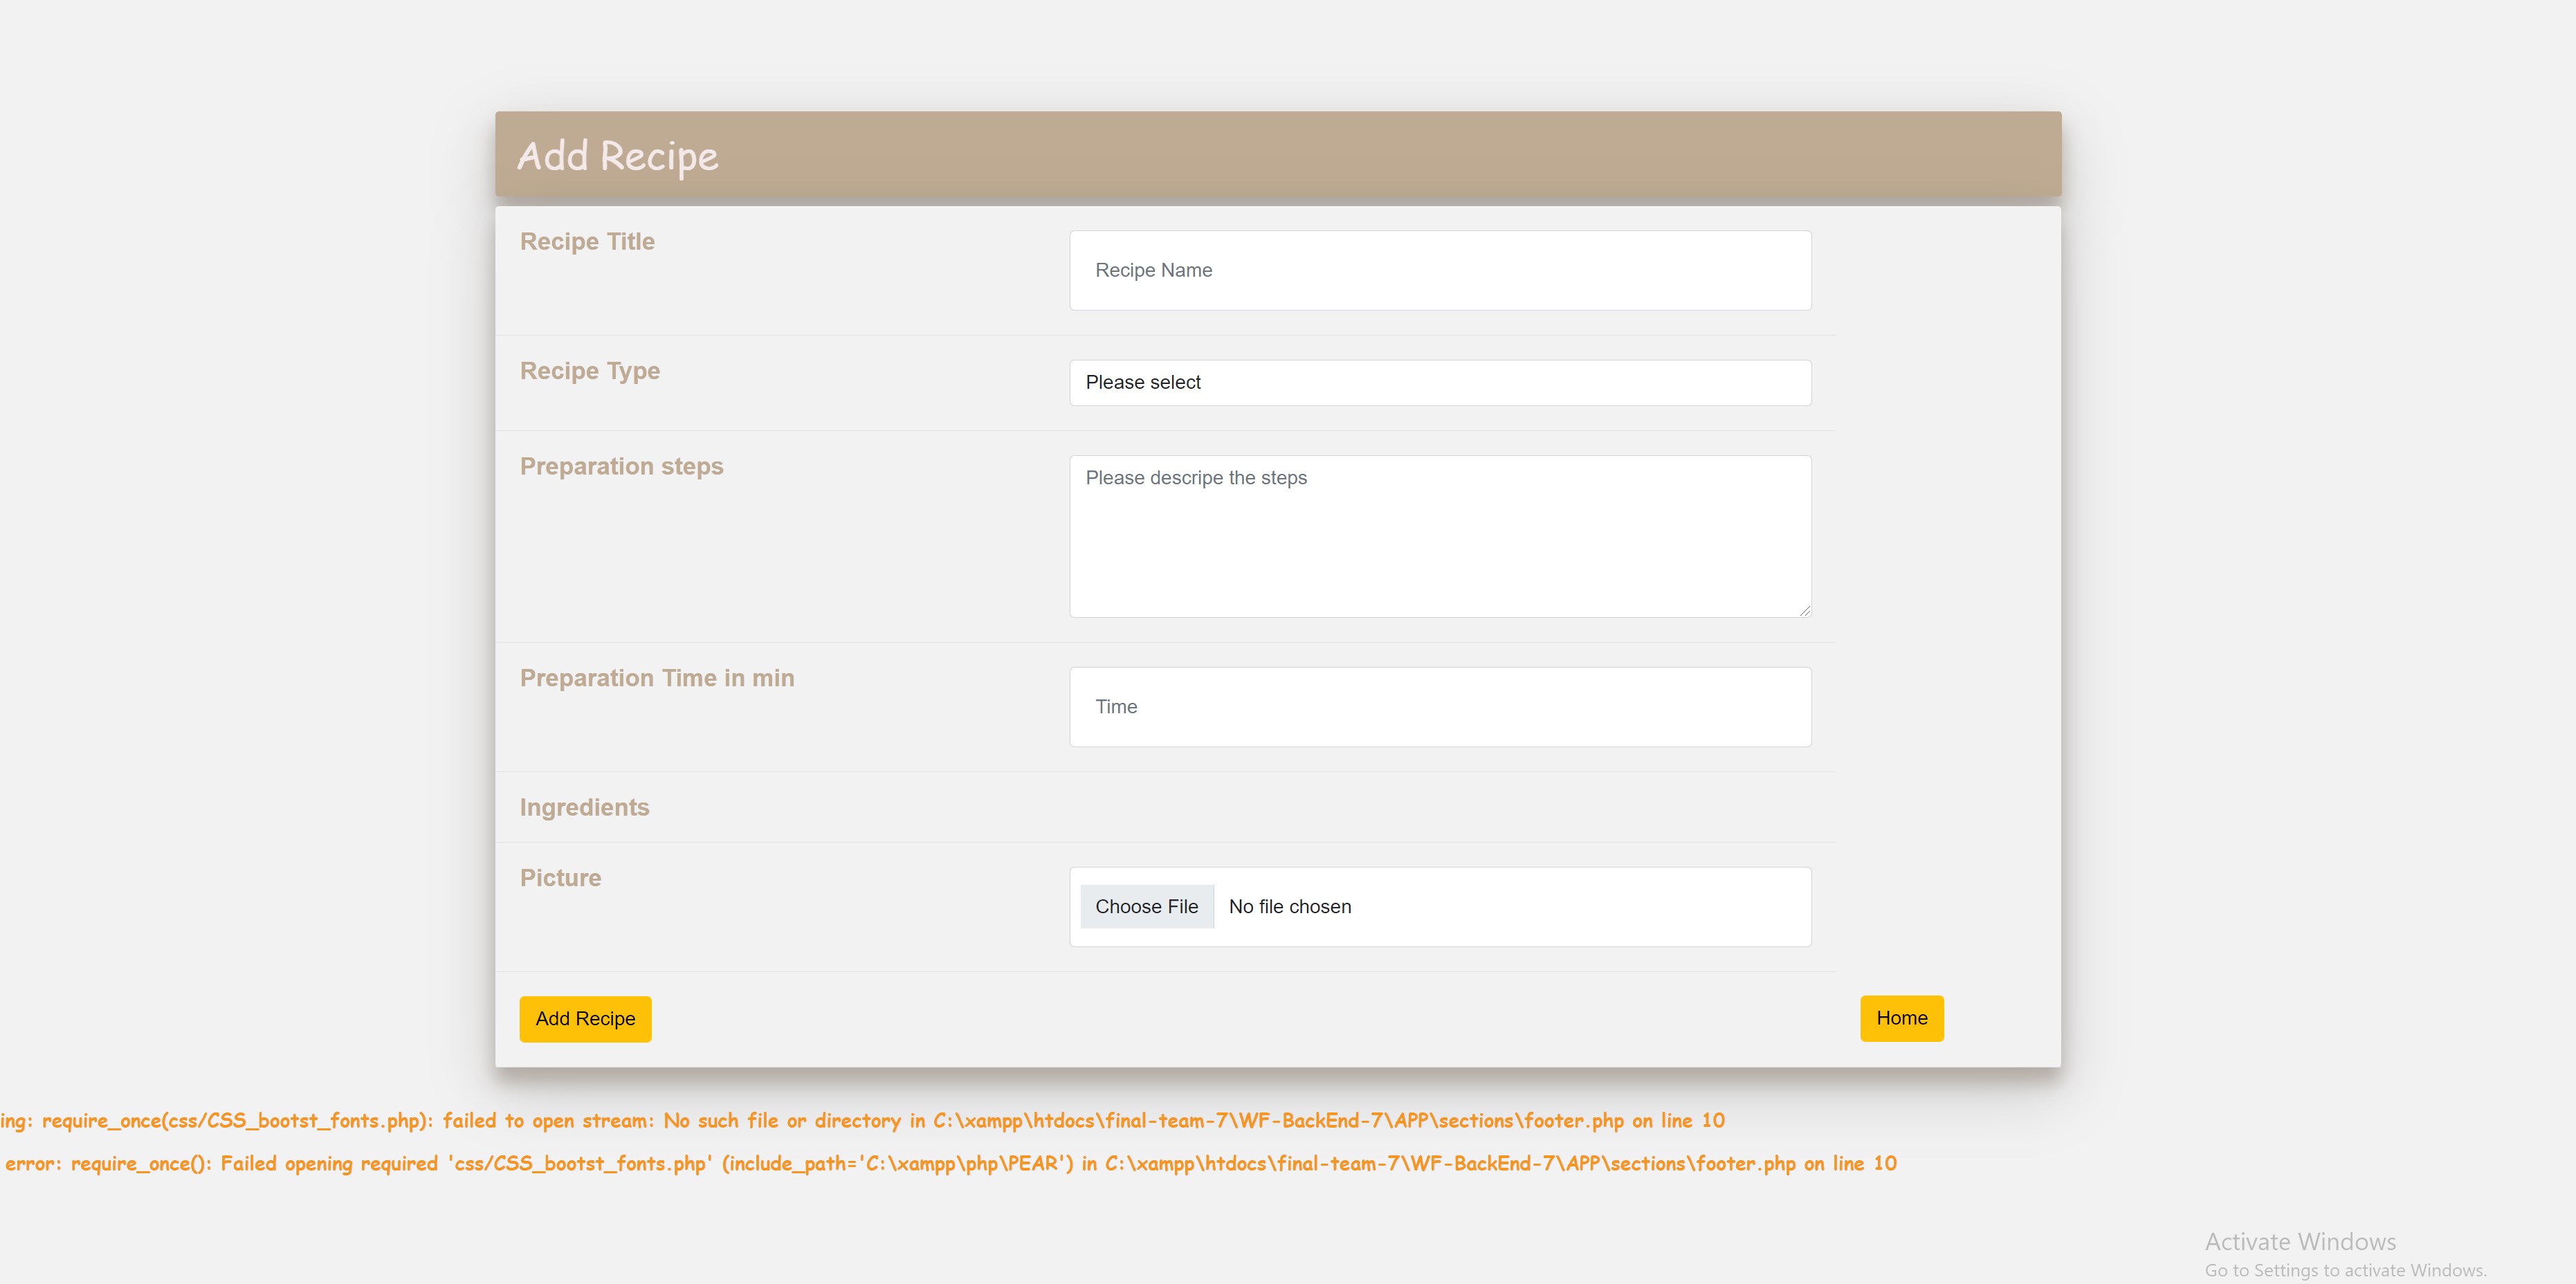 Add Recipe
Recipe Title
Recipe Name
Recipe Type
Please select
Preparation steps
Please descripe the steps
Preparation Time in min
Time
Ingredients
Picture
Choose File No file chosen
Add Recipe
Home
ing: require_once(css/CSS_bootst_fonts.php): failed to open stream: No such file or directory in C:\xampp\htdocs\final-team-7\WF-BackEnd-7\APP\sections\footer.php on line 10
error: require_once(): Failed opening required 'css/CSS_bootst_fonts.php' (include_path='C:\xampp\php\PEAR') in C:\xampp\htdocs\final-team-7\WF-BackEnd-7\APP\sections\footer.php on line 10
Activate Windows
Go to Settings to activate Windows.